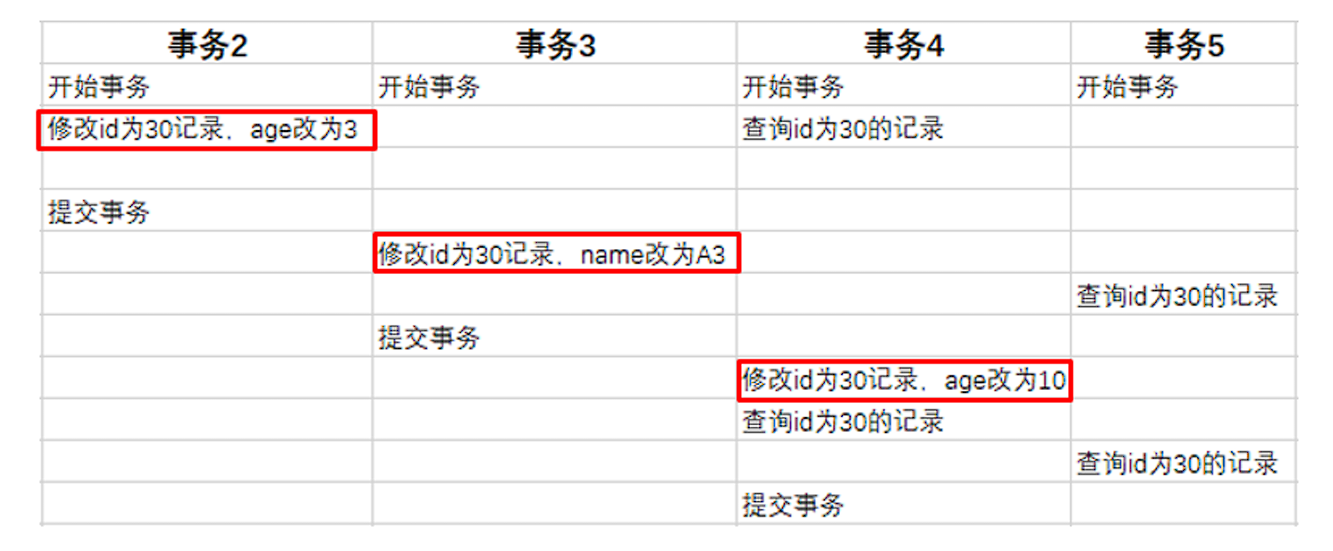 事务2 事务3 事务4 事务5
开始事务 开始事务 开始事务 开始事务
修改id为30记录，age改为3 查询id为30的记录
提交事务
修改id为30记录，name改为A3
查询id为30的记录
提交事务
修改id为30记录，age改为10
查询id为30的记录
查询id为30的记录
提交事务